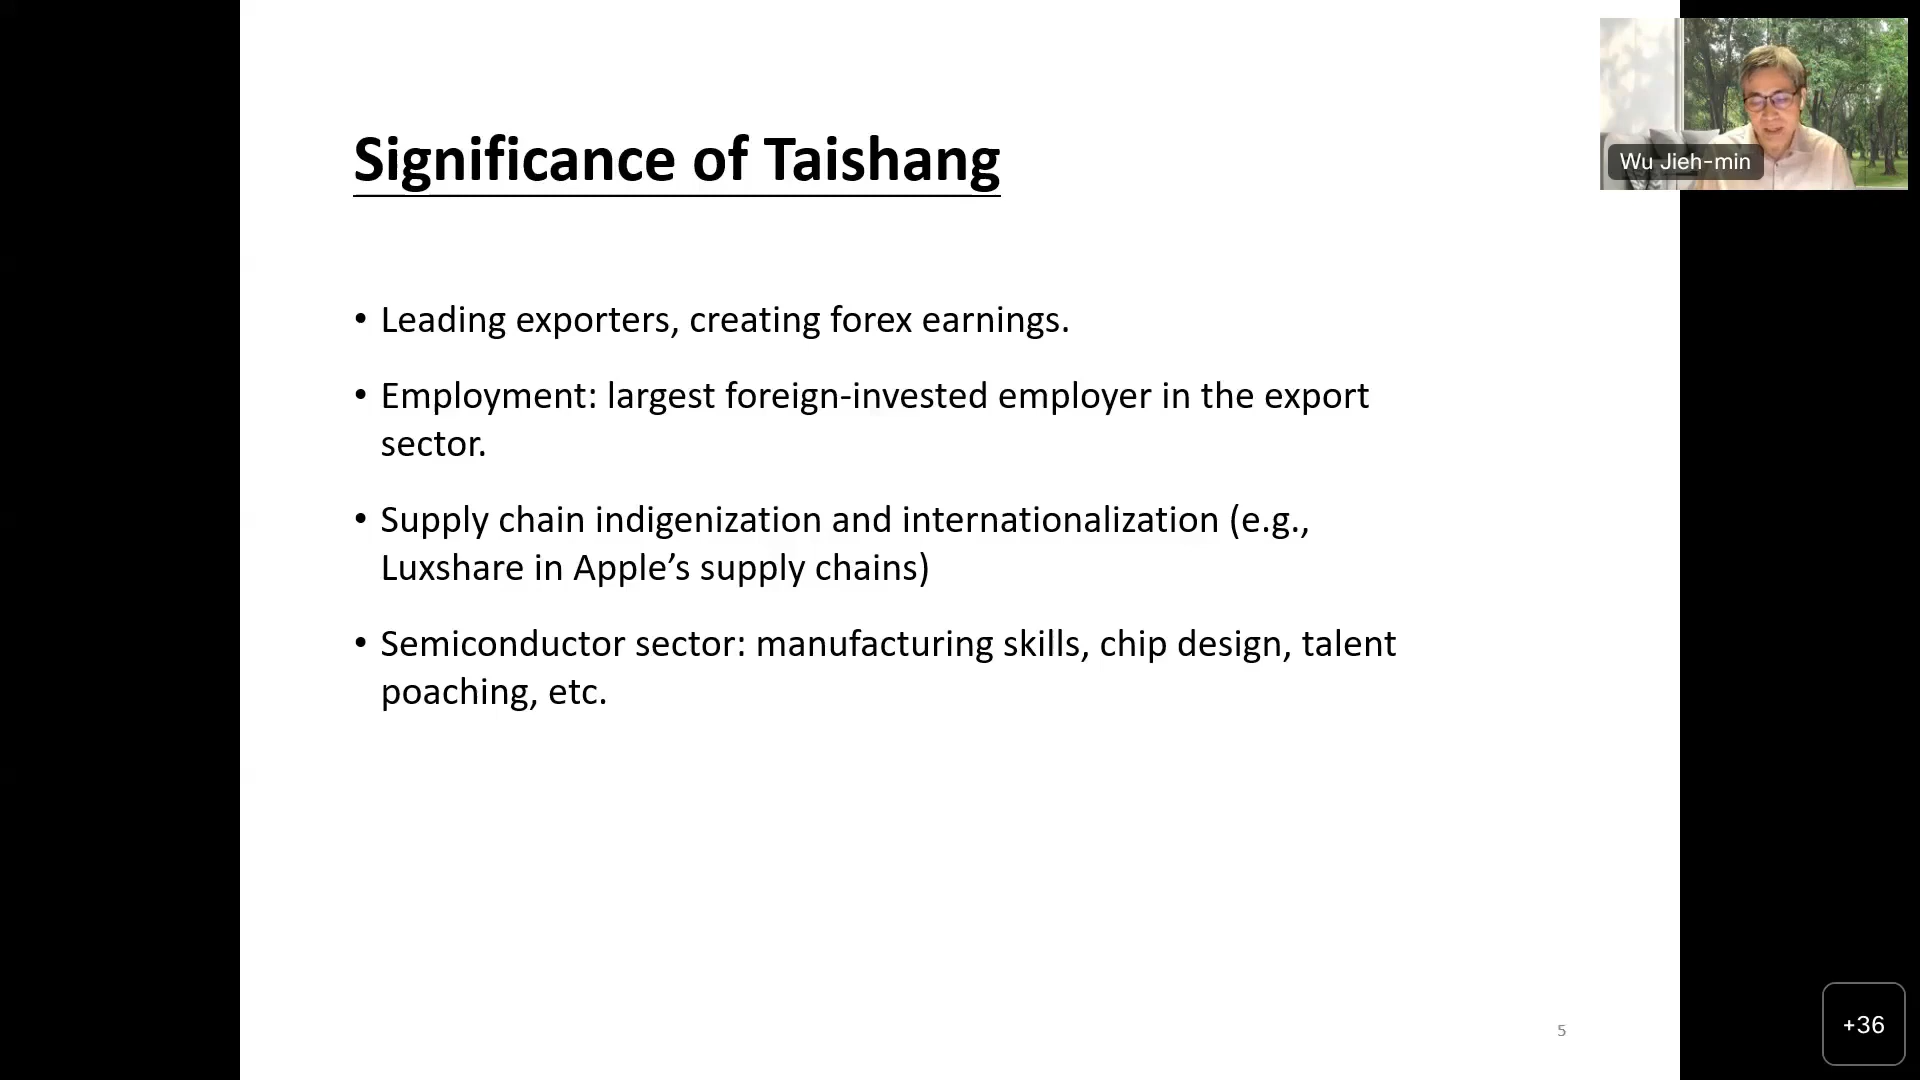 Significance of Taishang
• Leading exporters, creating forex earnings.
• Employment: largest foreign-invested employer in the export
sector.
• Supply chain indigenization and internationalization (e.g.,
Luxshare in Apple’s supply chains)
• Semiconductor sector: manufacturing skills, chip design, talent
poaching, etc.
5
Wu Jieh-min
+36